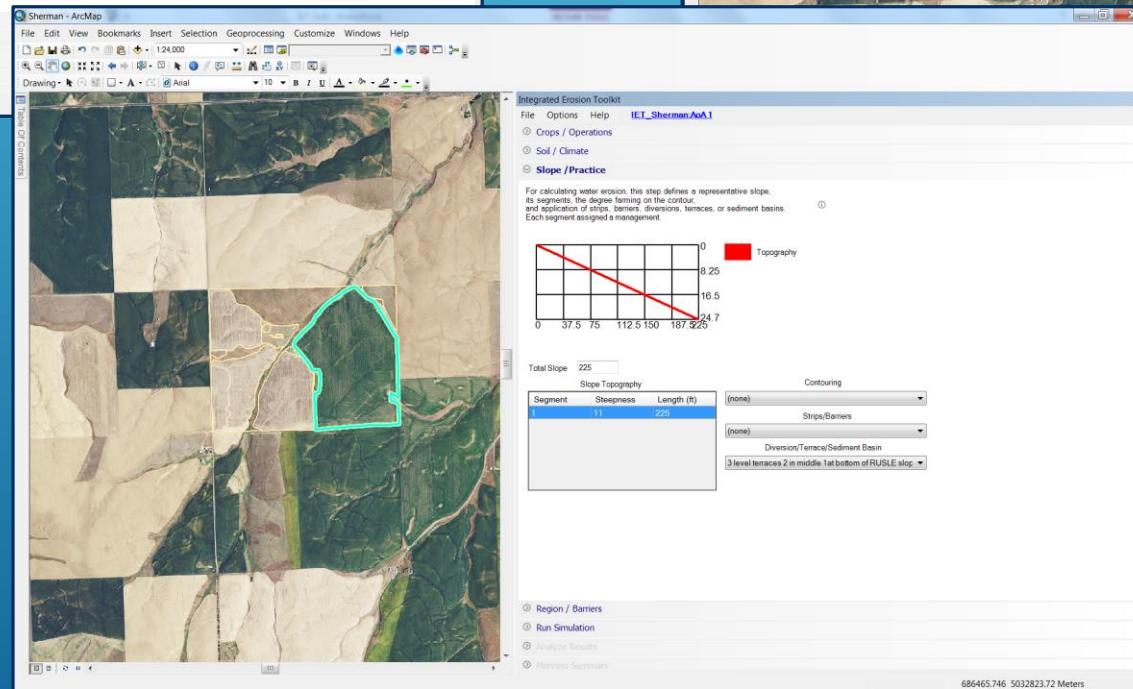 Sherman - ArcMap
File Edit View Bookmarks Insert Selection Geoprocessing Customize Windows Help
1:24,000
Drawing Arial 10 B I U A
Table Of Contents
Integrated Erosion Toolkit
File Options Help IET_Sherman:AoA 1
Crops / Operations
Soil / Climate
Slope / Practice
For calculating water erosion, this step defines a representative slope,
its segments, the degree farming on the contour,
and application of strips, barriers, diversions, terraces, or sediment basins.
Each segment assigned a management.
0
8.25
16.5
24.7
0 37.5 75 112.5 150 187.5 225
Topography
Total Slope 225
Slope Topography
Segment Steepness Length (ft)
1 11 225
Contouring
(none)
Strips/Barriers
(none)
Diversion/Terrace/Sediment Basin
3 level terraces 2 in middle 1at bottom of RUSLE slop
Region / Barriers
Run Simulation
Analyze Results
Planning Summary
686465.746 5032823.72 Meters